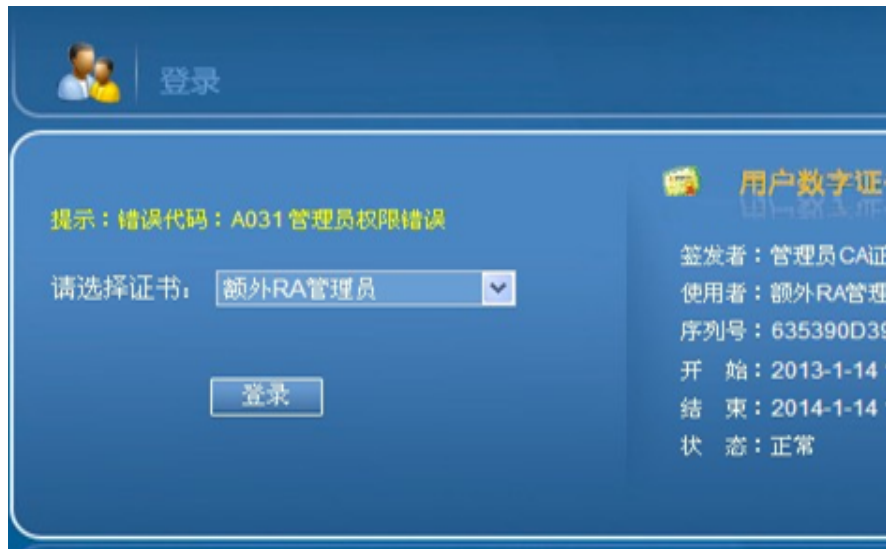 登录
提示：错误代码：A031 管理员权限错误
请选择证书：
额外RA管理员
登录
用户数字证
签发者：管理员CA证
使用者：额外RA管理
序列号：635390D39
开 始：2013-1-14
结 束：2014-1-14
状 态：正常